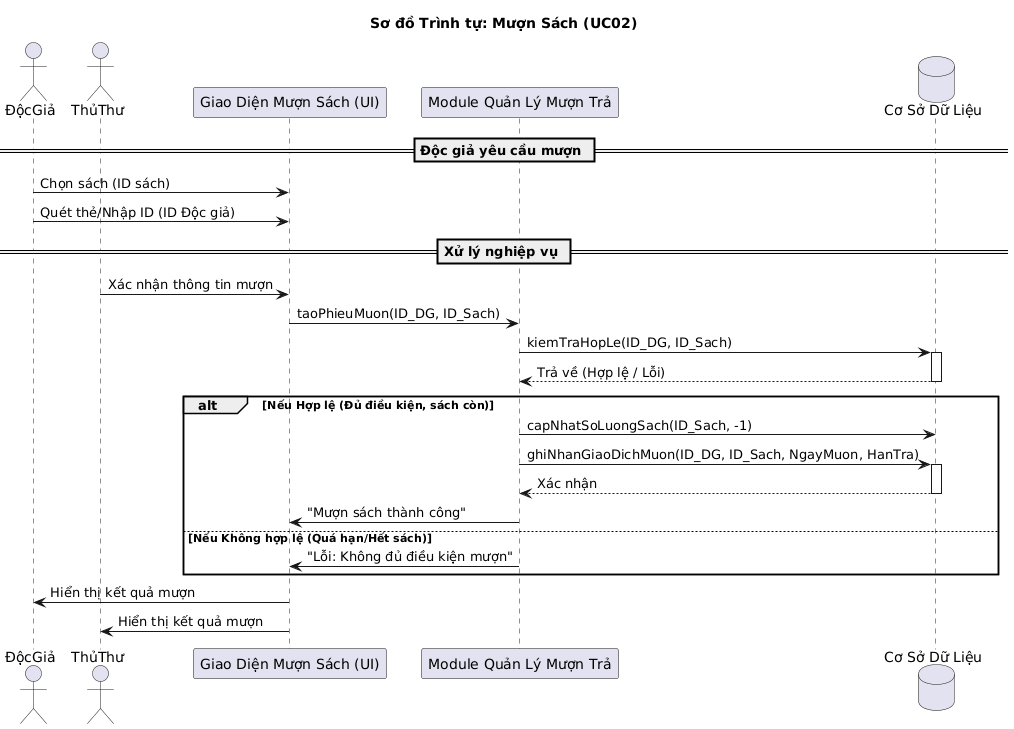 Sơ đồ Trình tự: Mượn Sách (UC02)
ĐộcGiả
ThủThư
Giao Diện Mượn Sách (UI)
Module Quản Lý Mượn Trả
Cơ Sở Dữ Liệu
Độc giả yêu cầu mượn
Chọn sách (ID sách)
Quét thẻ/Nhập ID (ID Độc giả)
Xử lý nghiệp vụ
Xác nhận thông tin mượn
taoPhieuMuon(ID_DG, ID_Sach)
kiemTraHopLe(ID_DG, ID_Sach)
Trả về (Hợp lệ / Lỗi)
alt [Nếu Hợp lệ (Đủ điều kiện, sách còn)]
capNhatSoLuongSach(ID_Sach, -1)
ghiNhanGiaoDichMuon(ID_DG, ID_Sach, NgayMuon, HanTra)
Xác nhận
"Mượn sách thành công"
[Nếu Không hợp lệ (Quá hạn/Hết sách)]
"Lỗi: Không đủ điều kiện mượn"
Hiển thị kết quả mượn
Hiển thị kết quả mượn
ĐộcGiả
ThủThư
Giao Diện Mượn Sách (UI)
Module Quản Lý Mượn Trả
Cơ Sở Dữ Liệu